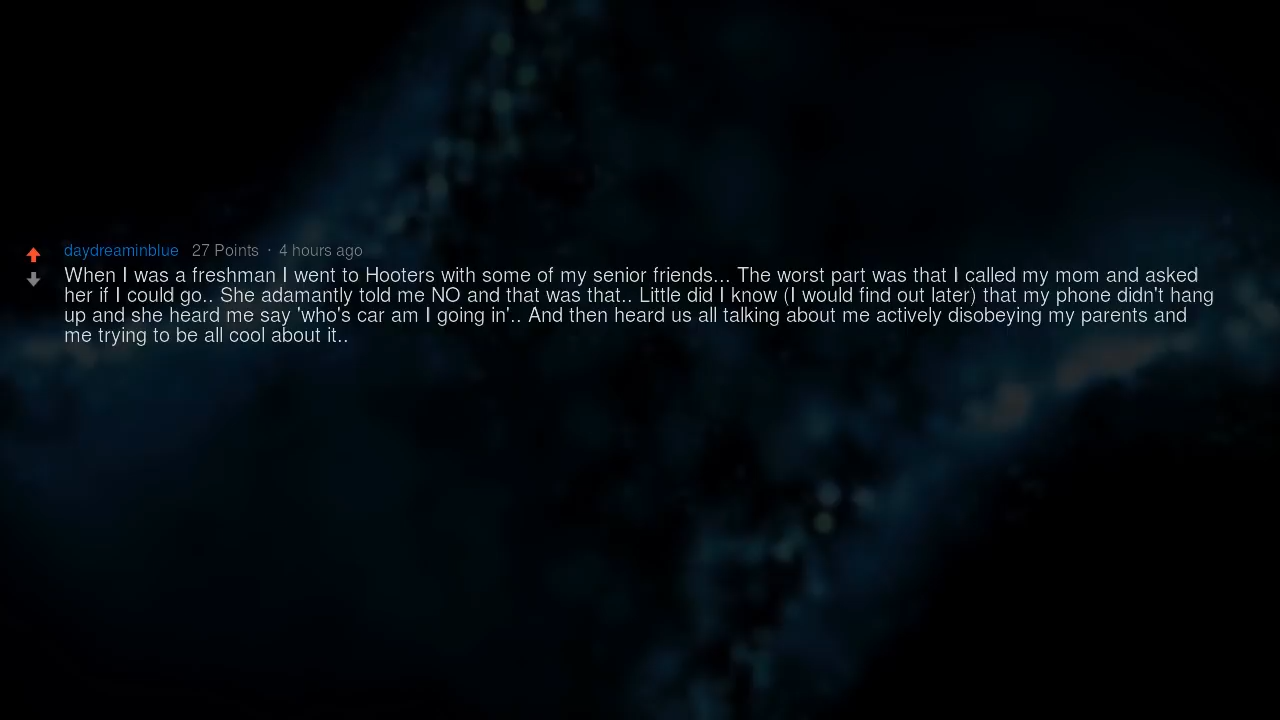 daydreaminblue 27 Points · 4 hours ago
When I was a freshman I went to Hooters with some of my senior friends... The worst part was that I called my mom and asked
her if I could go.. She adamantly told me NO and that was that.. Little did I know (I would find out later) that my phone didn't hang
up and she heard me say 'who's car am I going in'.. And then heard us all talking about me actively disobeying my parents and
me trying to be all cool about it..